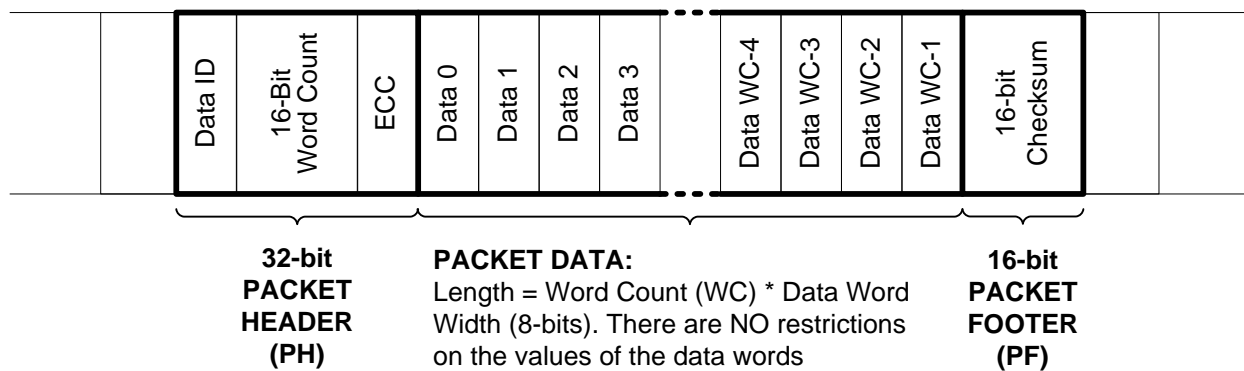 Data ID
16-Bit
Word Count
ECC
Data 0
Data 1
Data 2
Data 3
Data WC-4
Data WC-3
Data WC-2
Data WC-1
16-bit
Checksum
32-bit
PACKET
HEADER
(PH)
PACKET DATA:
Length = Word Count (WC) * Data Word
Width (8-bits). There are NO restrictions
on the values of the data words
16-bit
PACKET
FOOTER
(PF)